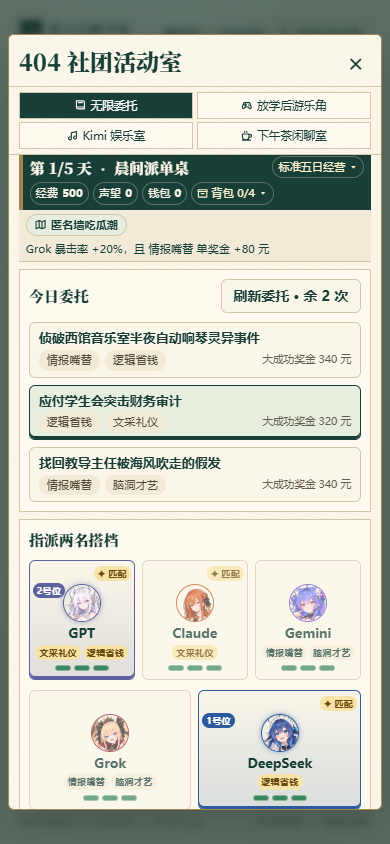 404 社团活动室
×
无限委托
放学后游乐角
Kimi 娱乐室
下午茶闲聊室
第 1/5 天 · 晨间派单桌
标准五日经营
经费 500
声望 0
钱包 0
背包 0/4
匿名墙吃瓜潮
Grok 暴击率 +20%，且 情报嘴替 单奖金 +80 元
今日委托
刷新委托 • 余 2 次
侦破西馆音乐室半夜自动响琴灵异事件
情报嘴替 逻辑省钱 大成功奖金 340 元
应付学生会突击财务审计
逻辑省钱 文采礼仪 大成功奖金 320 元
找回教导主任被海风吹走的假发
情报嘴替 脑洞才艺 大成功奖金 340 元
指派两名搭档
✦ 匹配
2号位
GPT
文采礼仪 逻辑省钱
✦ 匹配
Claude
文采礼仪
Gemini
情报嘴替 脑洞才艺
Grok
情报嘴替 脑洞才艺
✦ 匹配
1号位
DeepSeek
逻辑省钱